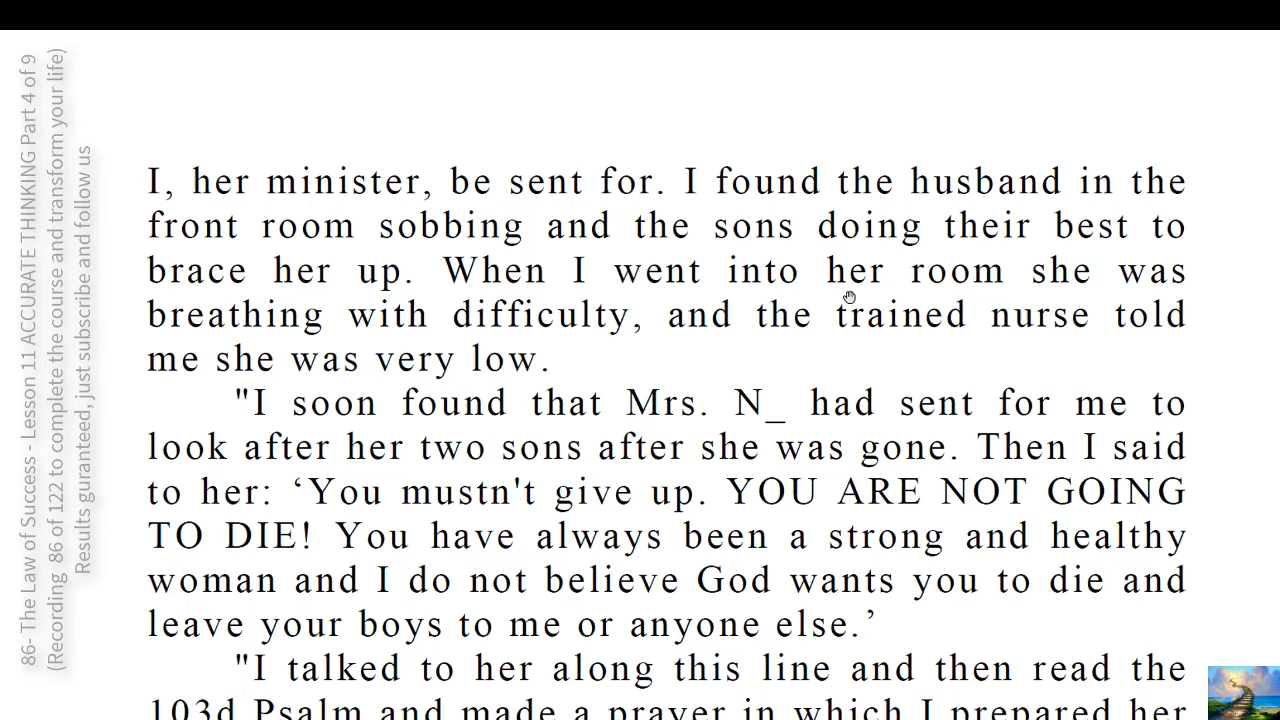 86- The Law of Success - Lesson 11 ACCURATE THINKING Part 4 of 9
(Recording 86 of 122 to complete the course and transform your life)
Results guranteed, just subscribe and follow us
I, her minister, be sent for. I found the husband in the
front room sobbing and the sons doing their best to
brace her up. When I went into her room she was
breathing with difficulty, and the trained nurse told
me she was very low.
"I soon found that Mrs. N_ had sent for me to
look after her two sons after she was gone. Then I said
to her: ‘You mustn't give up. YOU ARE NOT GOING
TO DIE! You have always been a strong and healthy
woman and I do not believe God wants you to die and
leave your boys to me or anyone else.’
"I talked to her along this line and then read the
103d Psalm and made a prayer in which I prepared her